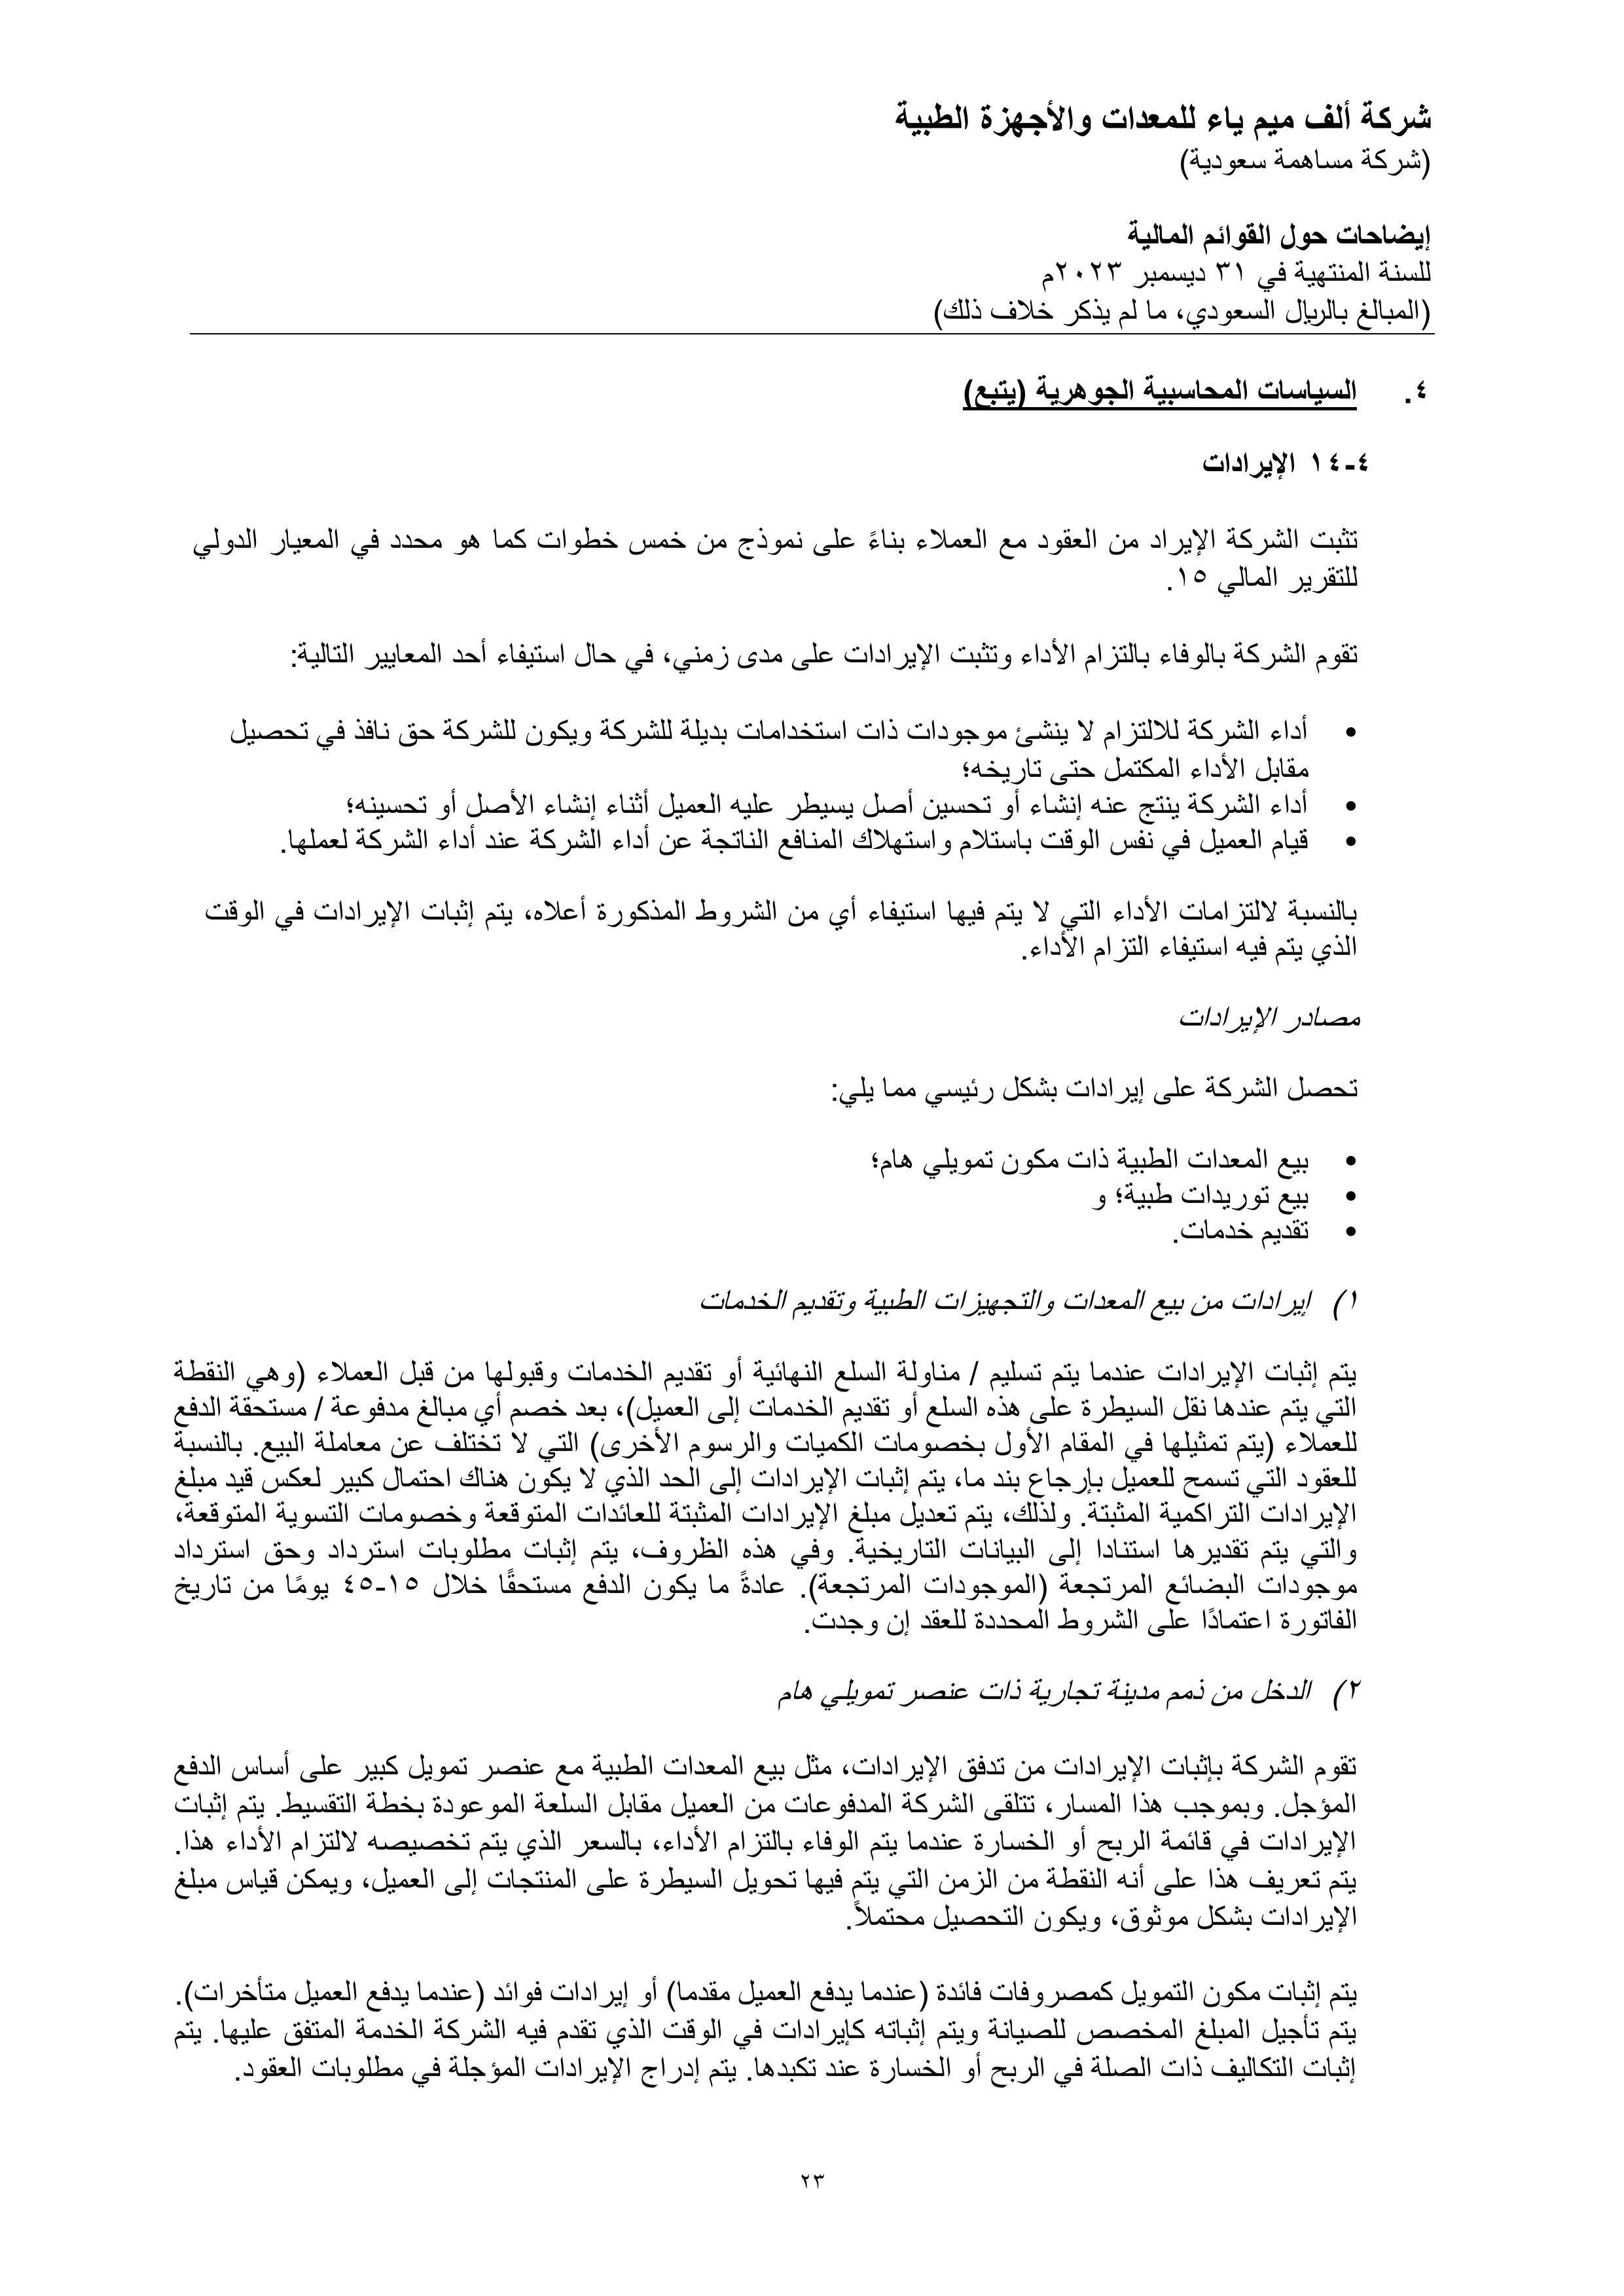 شركة ألف ميم ياء للمعدات والأجهزة الطبية
(شركة مساهمة سعودية)
إيضاحات حول القوائم المالية
للسنة المنتهية في ٣١ ديسمبر ٢٠٢٣م
(المبالغ بالريال السعودي، ما لم يذكر خلاف ذلك)
٤. السياسات المحاسبية الجوهرية (يتبع)
٤-١٤ الإيرادات
تثبت الشركة الإيراد من العقود مع العملاء بناءً على نموذج من خمس خطوات كما هو محدد في المعيار الدولي
للتقرير المالي ١٥.
تقوم الشركة بالوفاء بالتزام الأداء وتثبت الإيرادات على مدى زمني، في حال استيفاء أحد المعايير التالية:
• أداء الشركة للالتزام لا ينشئ موجودات ذات استخدامات بديلة للشركة ويكون للشركة حق نافذ في تحصيل
مقابل الأداء المكتمل حتى تاريخه؛
• أداء الشركة ينتج عنه إنشاء أو تحسين أصل يسيطر عليه العميل أثناء إنشاء الأصل أو تحسينه؛
• قيام العميل في نفس الوقت باستلام واستهلاك المنافع الناتجة عن أداء الشركة عند أداء الشركة لعملها.
بالنسبة لالتزامات الأداء التي لا يتم فيها استيفاء أي من الشروط المذكورة أعلاه، يتم إثبات الإيرادات في الوقت
الذي يتم فيه استيفاء التزام الأداء.
مصادر الإيرادات
تحصل الشركة على إيرادات بشكل رئيسي مما يلي:
• بيع المعدات الطبية ذات مكون تمويلي هام؛
• بيع توريدات طبية؛ و
• تقديم خدمات.
١) إيرادات من بيع المعدات والتجهيزات الطبية وتقديم الخدمات
يتم إثبات الإيرادات عندما يتم تسليم / مناولة السلع النهائية أو تقديم الخدمات وقبولها من قبل العملاء (وهي النقطة
التي يتم عندها نقل السيطرة على هذه السلع أو تقديم الخدمات إلى العميل)، بعد خصم أي مبالغ مدفوعة / مستحقة الدفع
للعملاء (يتم تمثيلها في المقام الأول بخصومات الكميات والرسوم الأخرى) التي لا تختلف عن معاملة البيع. بالنسبة
للعقود التي تسمح للعميل بإرجاع بند ما، يتم إثبات الإيرادات إلى الحد الذي لا يكون هناك احتمال كبير لعكس قيد مبلغ
الإيرادات التراكمية المثبتة. ولذلك، يتم تعديل مبلغ الإيرادات المثبتة للعائدات المتوقعة وخصومات التسوية المتوقعة،
والتي يتم تقديرها استنادا إلى البيانات التاريخية. وفي هذه الظروف، يتم إثبات مطلوبات استرداد وحق استرداد
موجودات البضائع المرتجعة (الموجودات المرتجعة). عادةً ما يكون الدفع مستحقًا خلال ١٥-٤٥ يومًا من تاريخ
الفاتورة اعتمادًا على الشروط المحددة للعقد إن وجدت.
٢) الدخل من ذمم مدينة تجارية ذات عنصر تمويلي هام
تقوم الشركة بإثبات الإيرادات من تدفق الإيرادات، مثل بيع المعدات الطبية مع عنصر تمويل كبير على أساس الدفع
المؤجل. وبموجب هذا المسار، تتلقى الشركة المدفوعات من العميل مقابل السلعة الموعودة بخطة التقسيط. يتم إثبات
الإيرادات في قائمة الربح أو الخسارة عندما يتم الوفاء بالتزام الأداء، بالسعر الذي يتم تخصيصه لالتزام الأداء هذا.
يتم تعريف هذا على أنه النقطة من الزمن التي يتم فيها تحويل السيطرة على المنتجات إلى العميل، ويمكن قياس مبلغ
الإيرادات بشكل موثوق، ويكون التحصيل محتملاً.
يتم إثبات مكون التمويل كمصروفات فائدة (عندما يدفع العميل مقدما) أو إيرادات فوائد (عندما يدفع العميل متأخرات).
يتم تأجيل المبلغ المخصص للصيانة ويتم إثباته كإيرادات في الوقت الذي تقدم فيه الشركة الخدمة المتفق عليها. يتم
إثبات التكاليف ذات الصلة في الربح أو الخسارة عند تكبدها. يتم إدراج الإيرادات المؤجلة في مطلوبات العقود.
٢٣